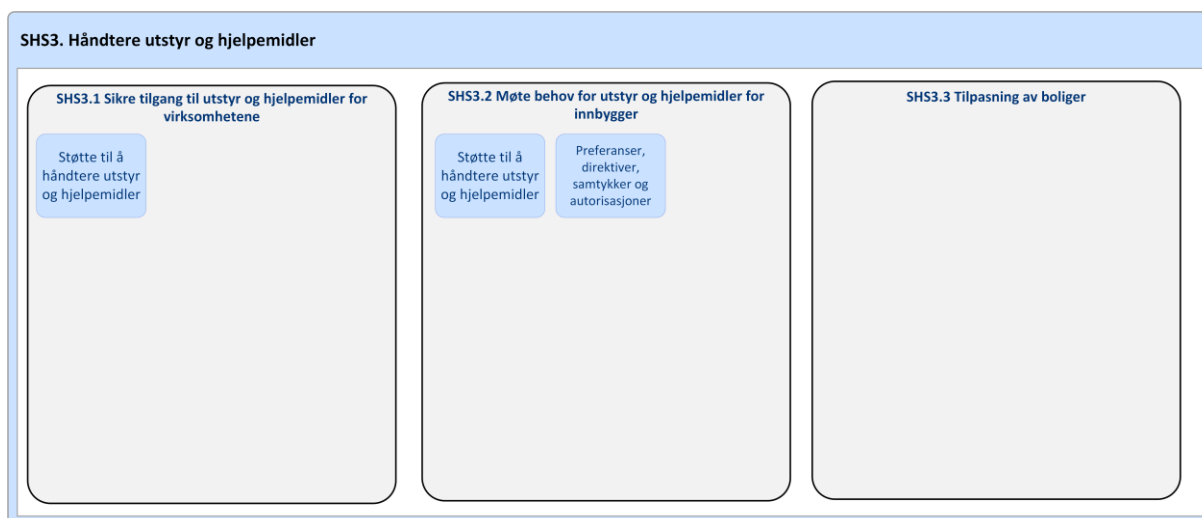 SHS3. Håndtere utstyr og hjelpemidler
SHS3.1 Sikre tilgang til utstyr og hjelpemidler for
virksomhetene
Støtte til å
håndtere utstyr
og hjelpemidler
SHS3.2 Møte behov for utstyr og hjelpemidler for
innbygger
Støtte til å
håndtere utstyr
og hjelpemidler
Preferanser,
direktiver,
samtykker og
autorisasjoner
SHS3.3 Tilpasning av boliger